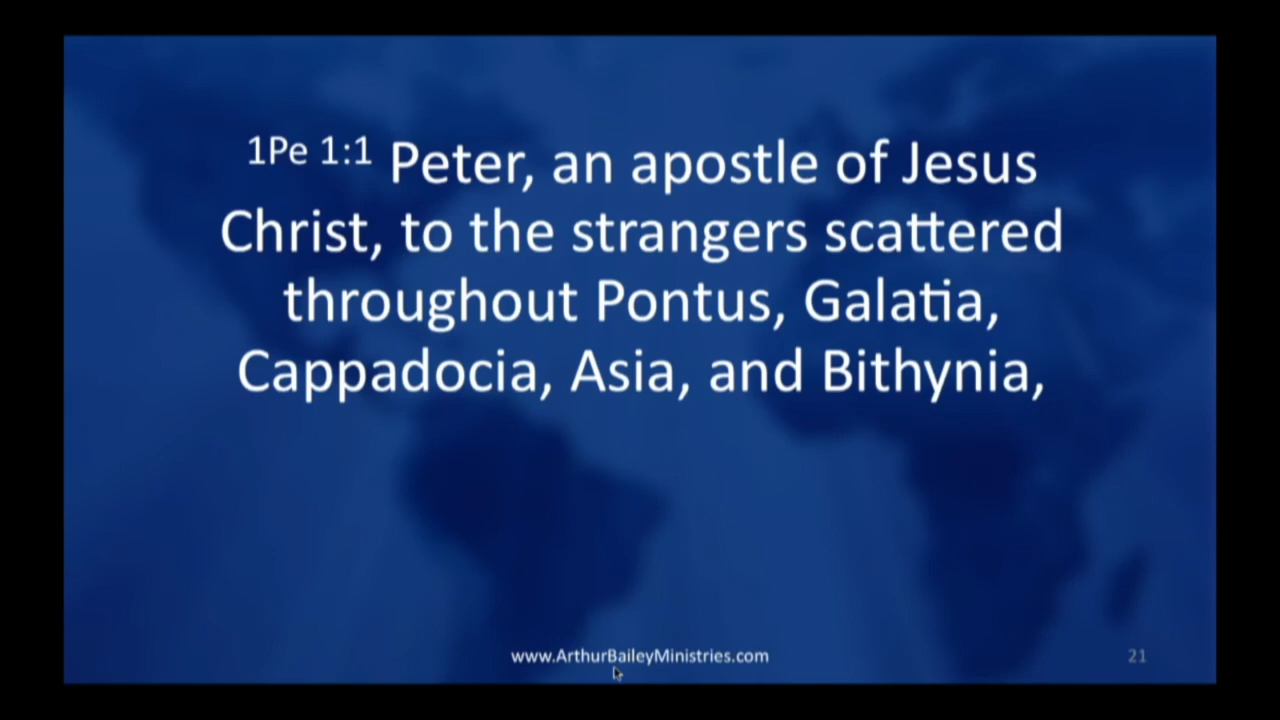 1Pe 1:1 Peter, an apostle of Jesus
Christ, to the strangers scattered
throughout Pontus, Galatia,
Cappadocia, Asia, and Bithynia,
www.ArthurBaileyMinistries.com
21